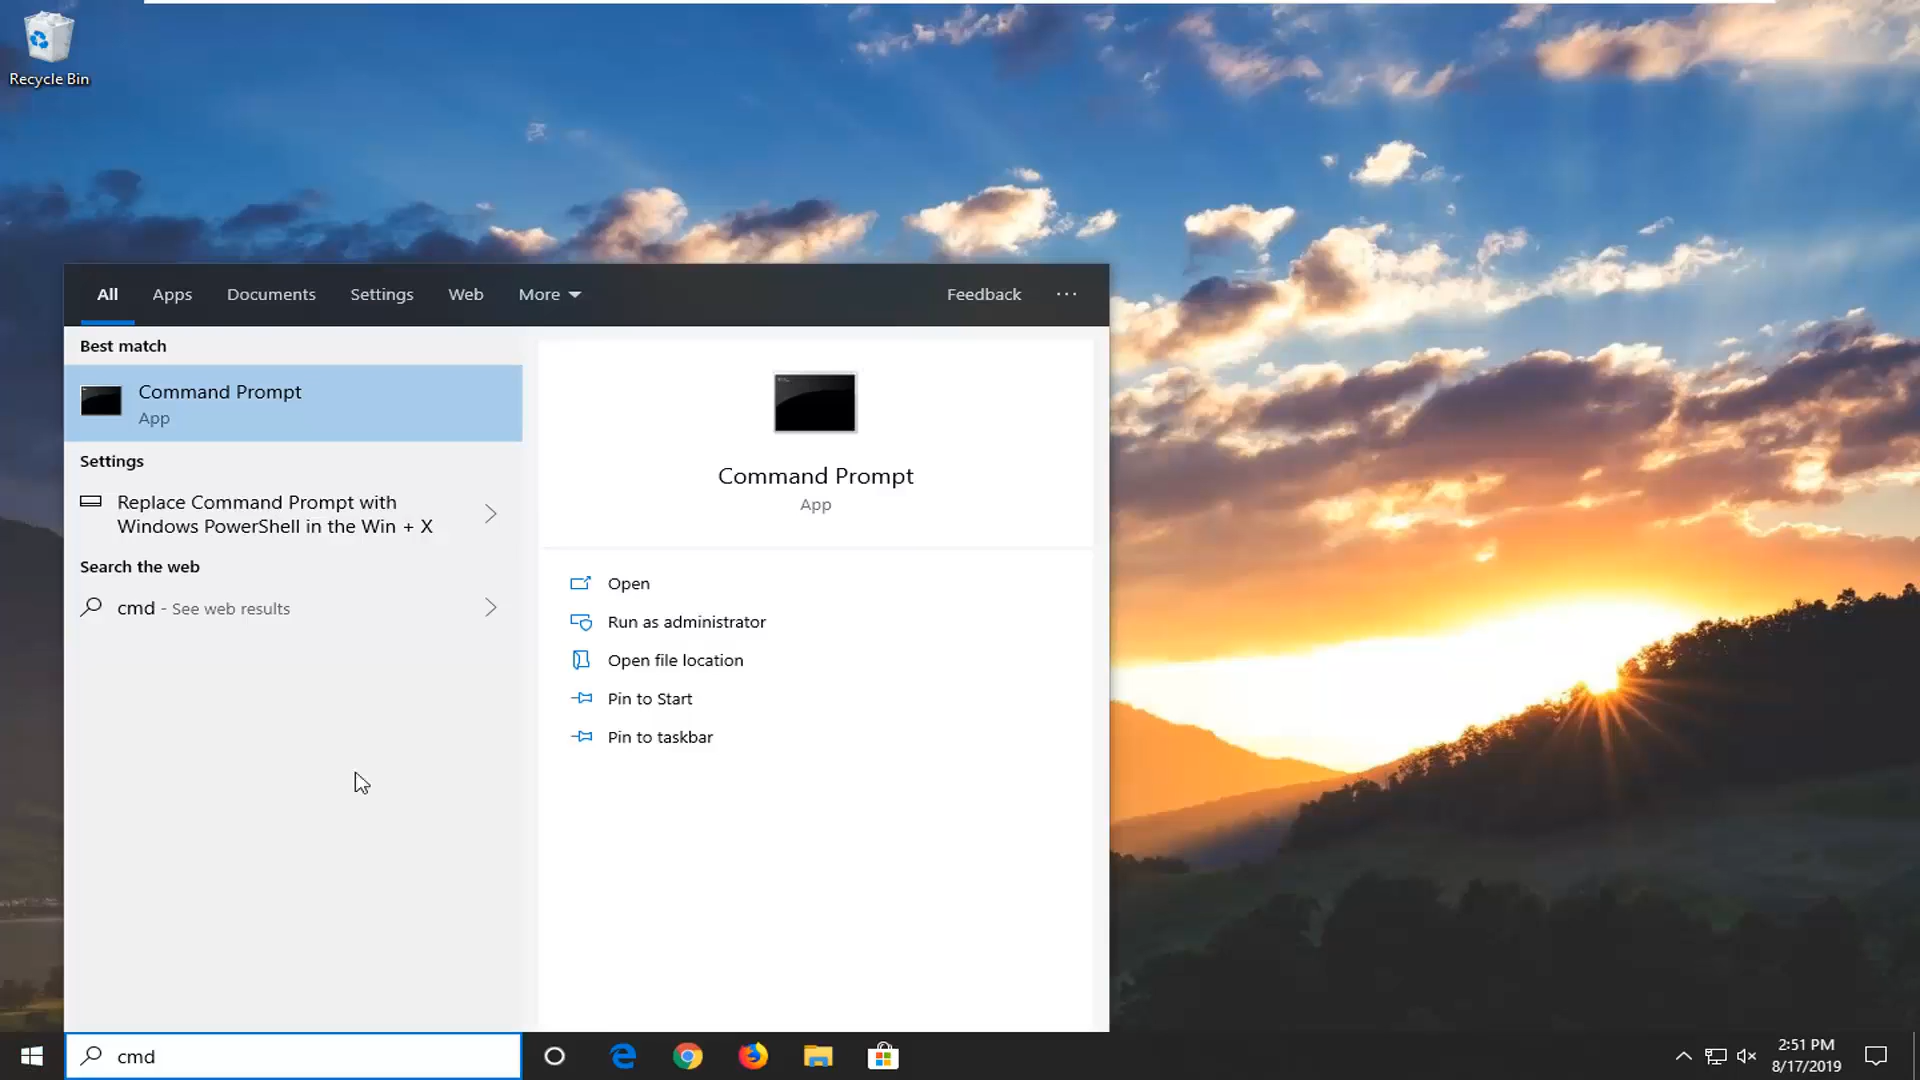 Recycle Bin
All Apps Documents Settings Web More Feedback ...
Best match
Command Prompt
App
Settings
Replace Command Prompt with
Windows PowerShell in the Win + X
Search the web
cmd - See web results
Command Prompt
App
Open
Run as administrator
Open file location
Pin to Start
Pin to taskbar
cmd
2:51 PM
8/17/2019